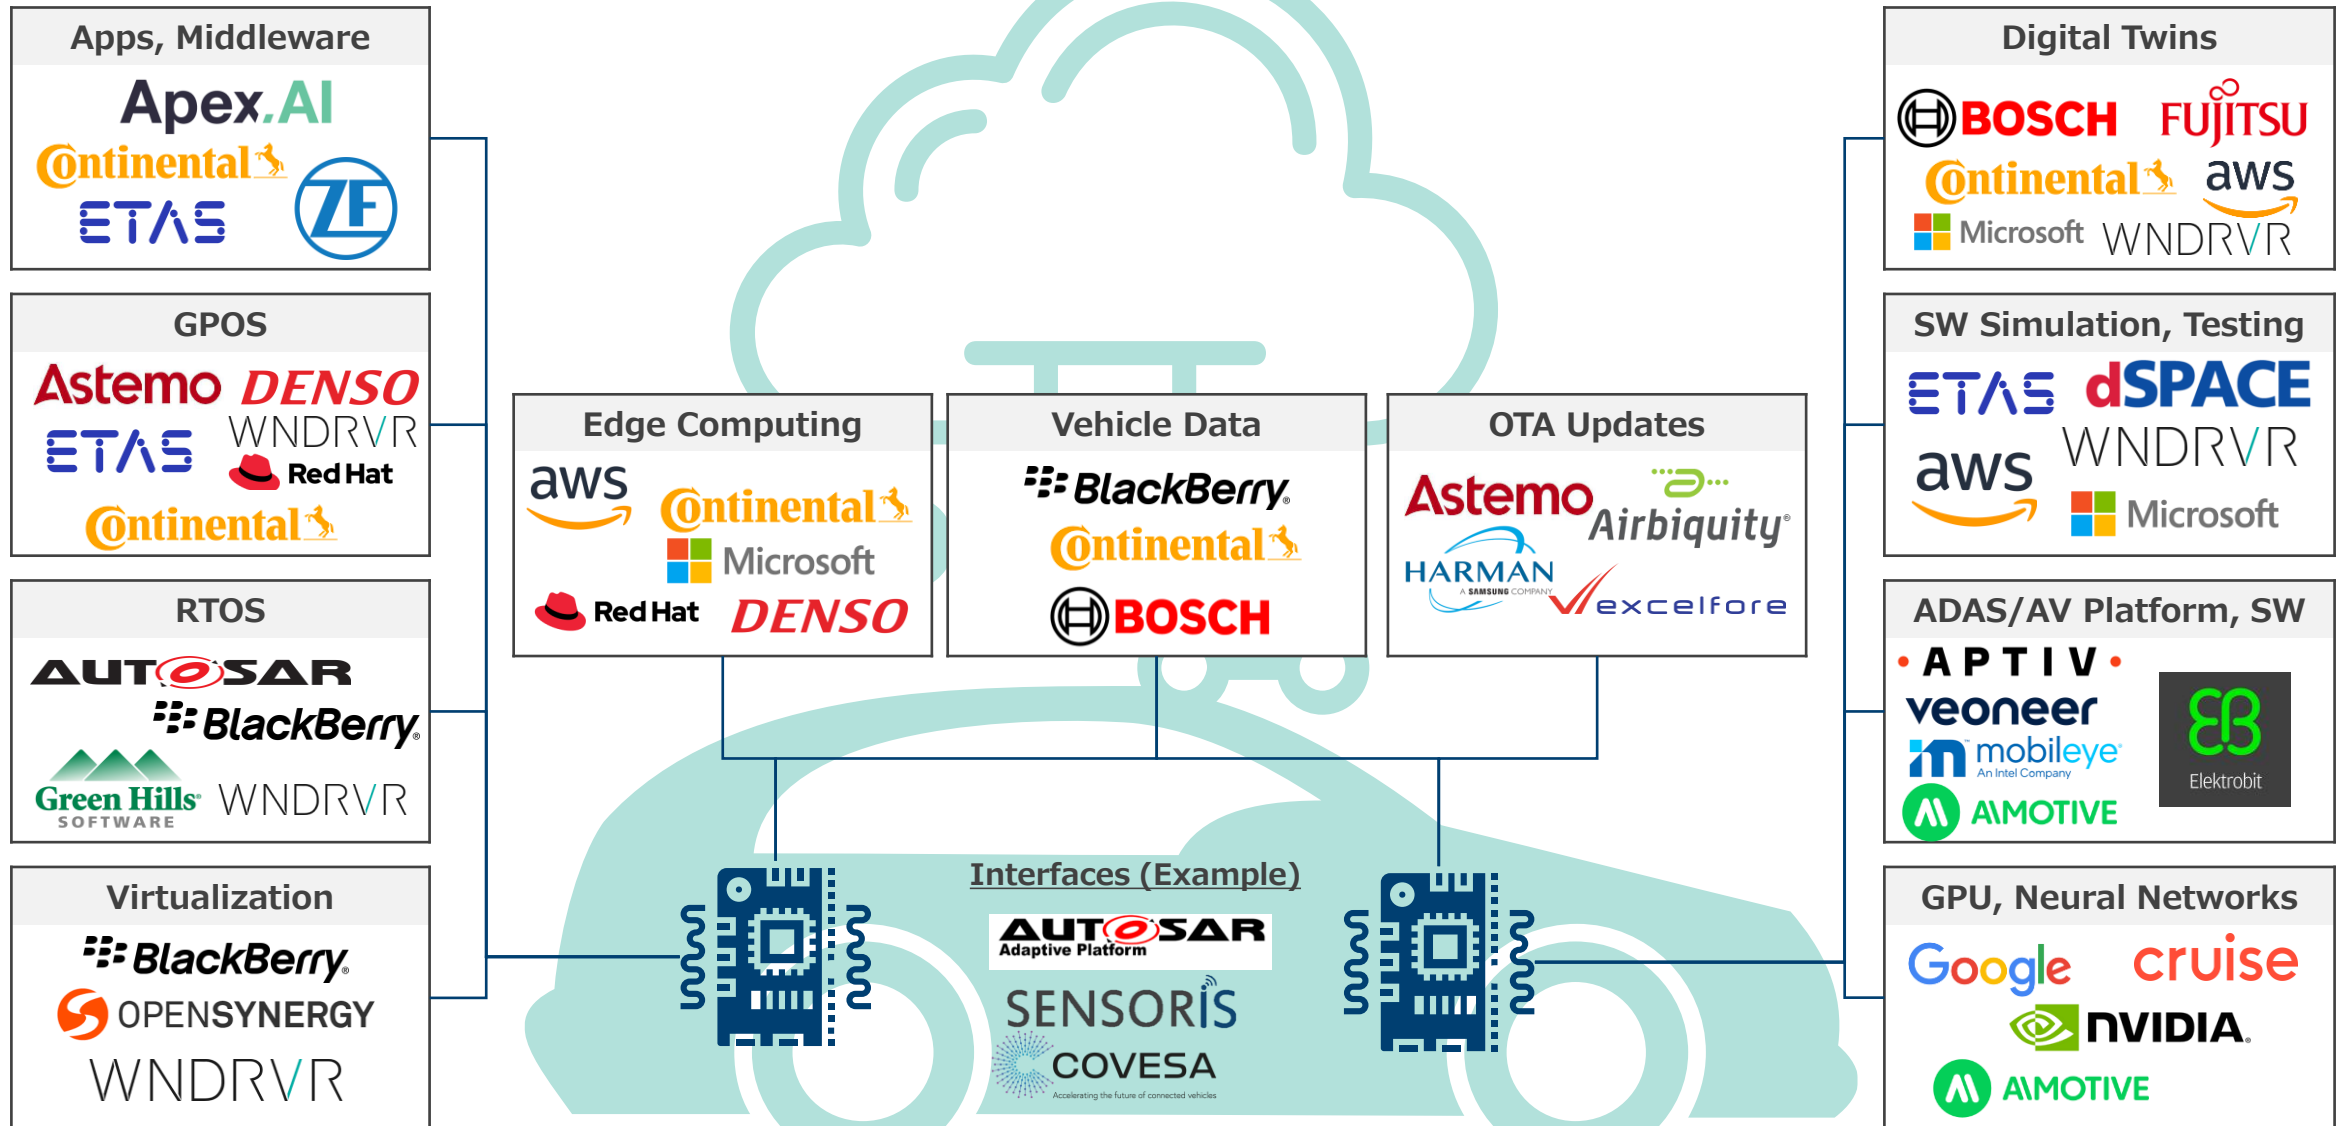 Apps, Middleware
Apex.AI
Continental
ZF
ETAS
GPOS
Astemo DENSO
WNDRVR
ETAS
Red Hat
Continental
RTOS
AUTOSAR
BlackBerry®
Green Hills®
SOFTWARE
WNDRVR
Virtualization
BlackBerry®
OPENSYNERGY
WNDRVR
Edge Computing
aws
Continental
Microsoft
Red Hat DENSO
Vehicle Data
BlackBerry®
Continental
BOSCH
OTA Updates
Astemo
Airbiquity®
HARMAN
A SAMSUNG COMPANY
excelfore
Interfaces (Example)
AUTOSAR
Adaptive Platform
SENSORIS
COVESA
Accelerating the future of connected vehicles
Digital Twins
BOSCH FUJITSU
Continental aws
Microsoft WNDRVR
SW Simulation, Testing
ETAS dSPACE
WNDRVR
aws
Microsoft
ADAS/AV Platform, SW
• A P T I V •
veoneer
mobileye™
An Intel Company
Elektrobit
AIMOTIVE
GPU, Neural Networks
Google cruise
NVIDIA.
AIMOTIVE